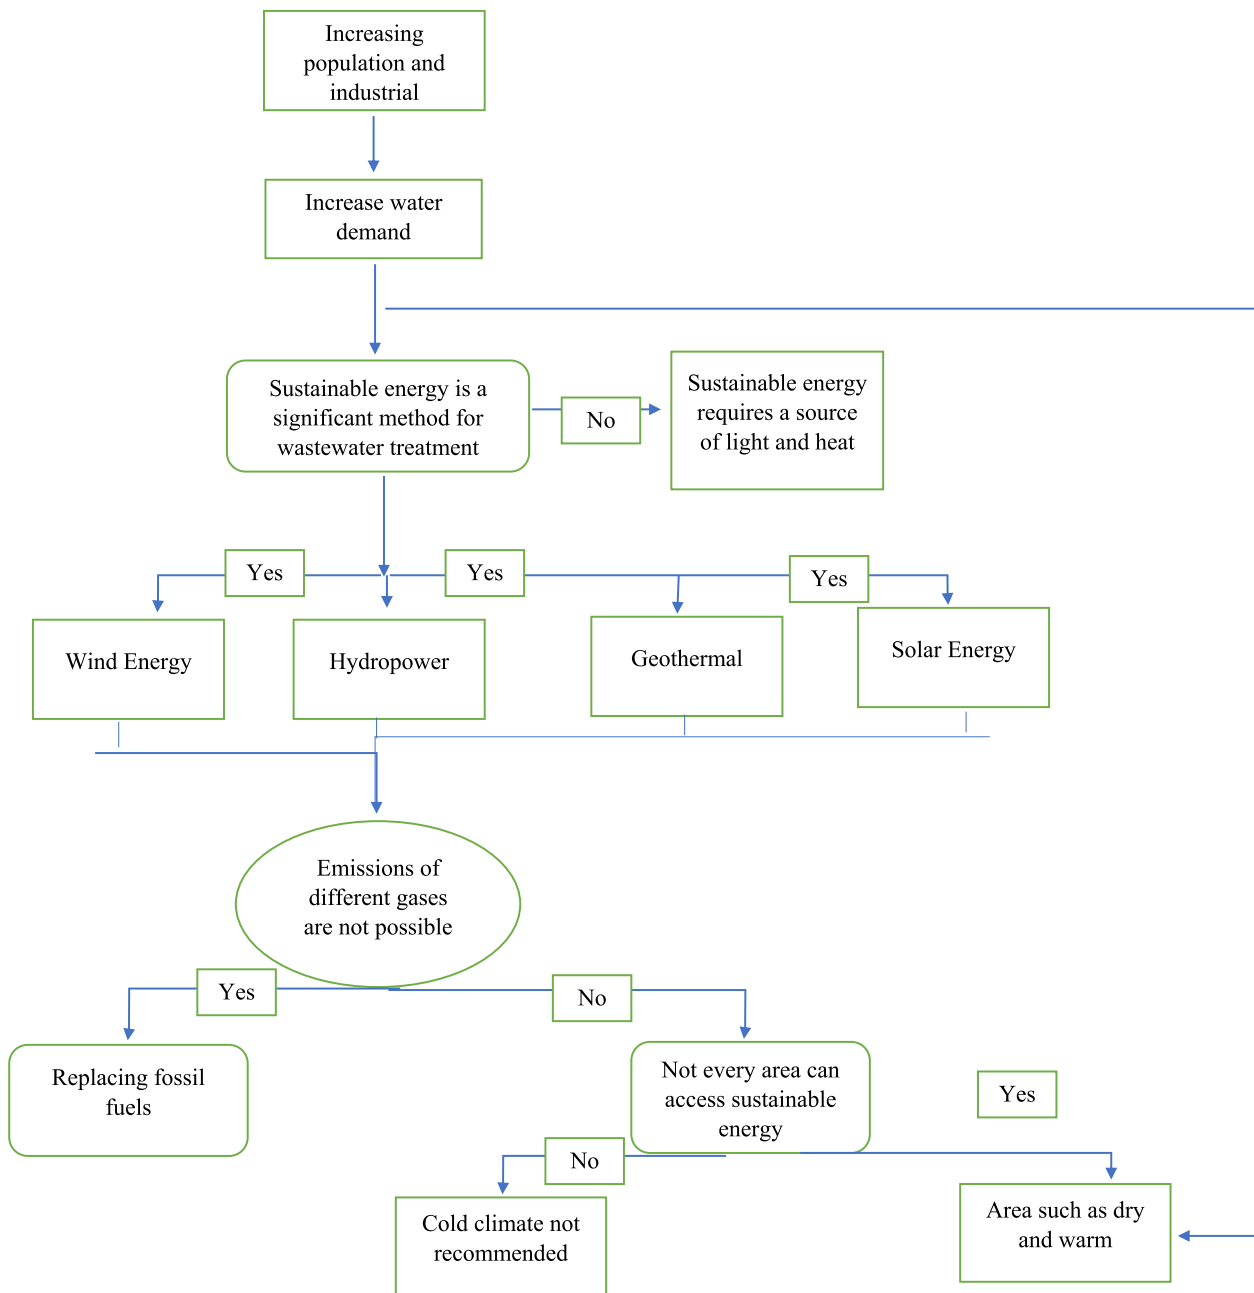 Increasing
population and
industrial
Increase water
demand
Sustainable energy is a
significant method for
wastewater treatment
No
Sustainable energy
requires a source
of light and heat
Yes
Yes
Yes
Wind Energy
Hydropower
Geothermal
Solar Energy
Emissions of
different gases
are not possible
Yes
No
Replacing fossil
fuels
Not every area can
access sustainable
energy
Yes
No
Cold climate not
recommended
Area such as dry
and warm